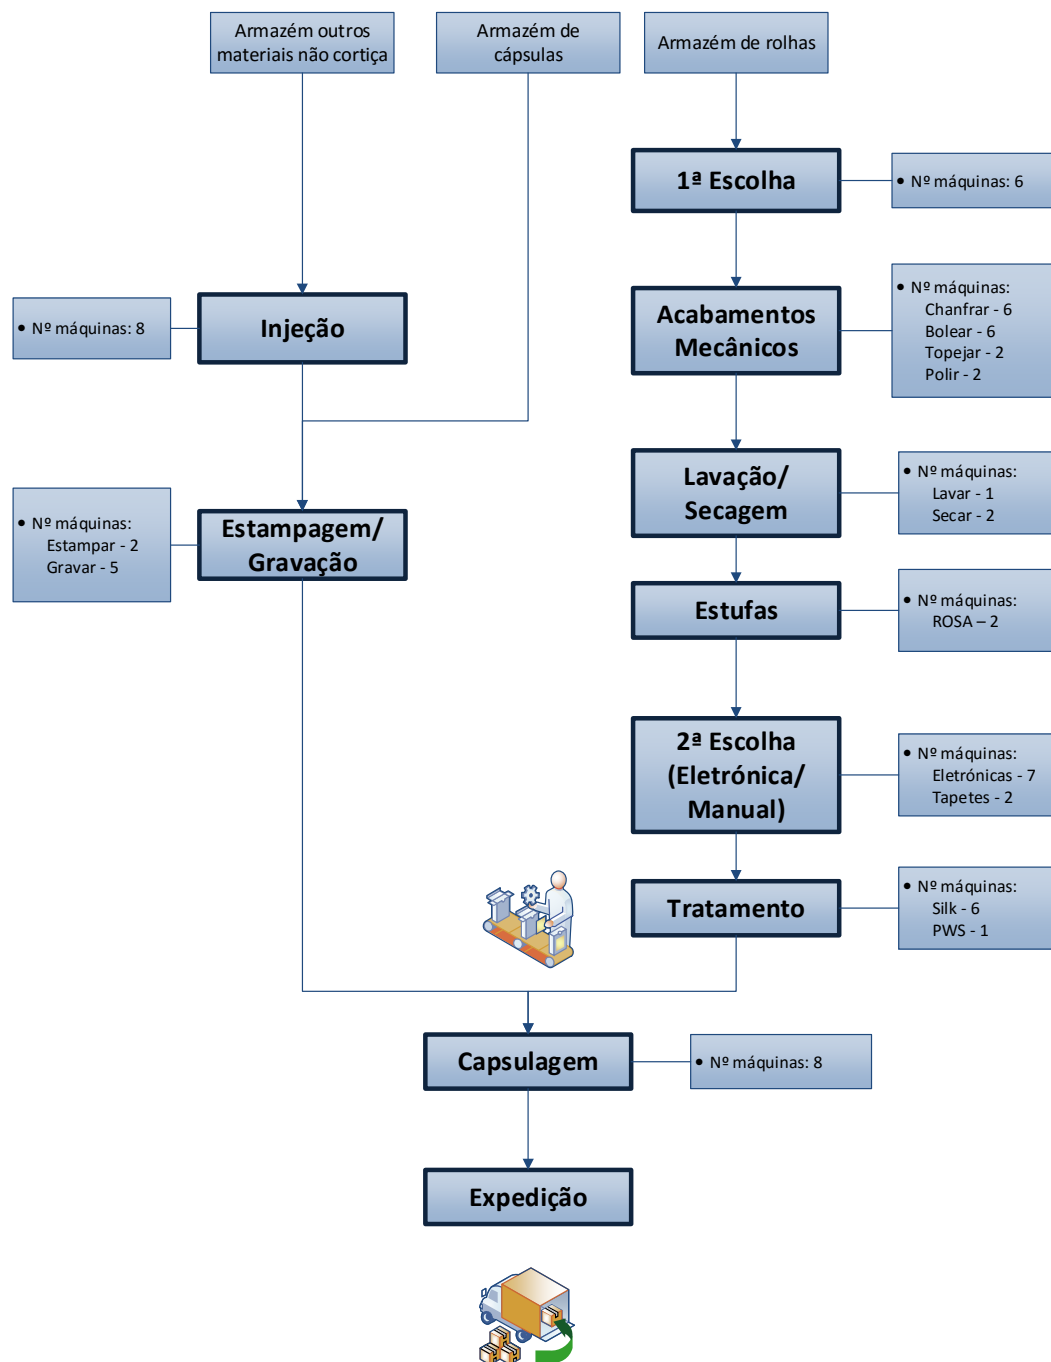 Armazém outros
materiais não cortiça
Armazém de
cápsulas
Armazém de rolhas
1ª Escolha
• Nº máquinas: 6
Acabamentos
Mecânicos
• Nº máquinas:
Chanfrar - 6
Bolear - 6
Topejar - 2
Polir - 2
• Nº máquinas: 8
Injeção
Lavação/
Secagem
• Nº máquinas:
Lavar - 1
Secar - 2
• Nº máquinas:
Estampar - 2
Gravar - 5
Estampagem/
Gravação
Estufas
• Nº máquinas:
ROSA – 2
2ª Escolha
(Eletrónica/
Manual)
• Nº máquinas:
Eletrónicas - 7
Tapetes - 2
Tratamento
• Nº máquinas:
Silk - 6
PWS - 1
Capsulagem
• Nº máquinas: 8
Expedição